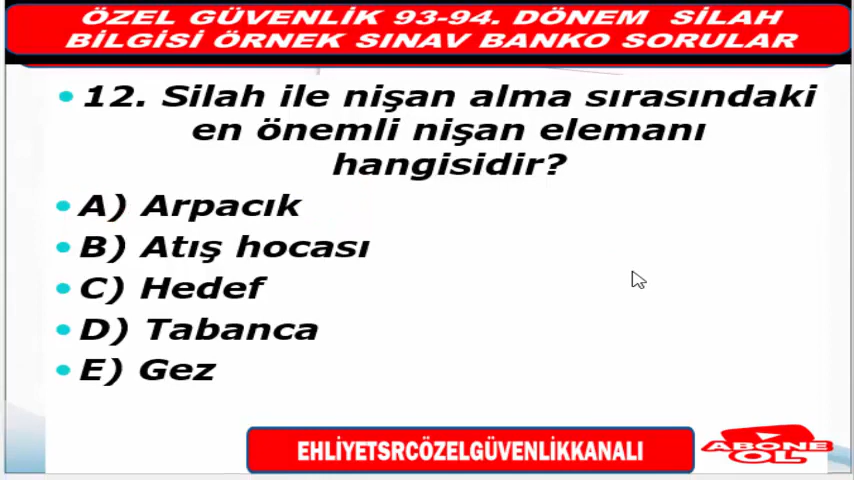 ÖZEL GÜVENLİK 93-94. DÖNEM SİLAH
BİLGİSİ ÖRNEK SINAV BANKO SORULAR
• 12. Silah ile nişan alma sırasındaki
en önemli nişan elemanı
hangisidir?
• A) Arpacık
• B) Atış hocası
• C) Hedef
• D) Tabanca
• E) Gez
EHLİYETSRCÖZELGÜVENLİKKANALI
ABONE
OL